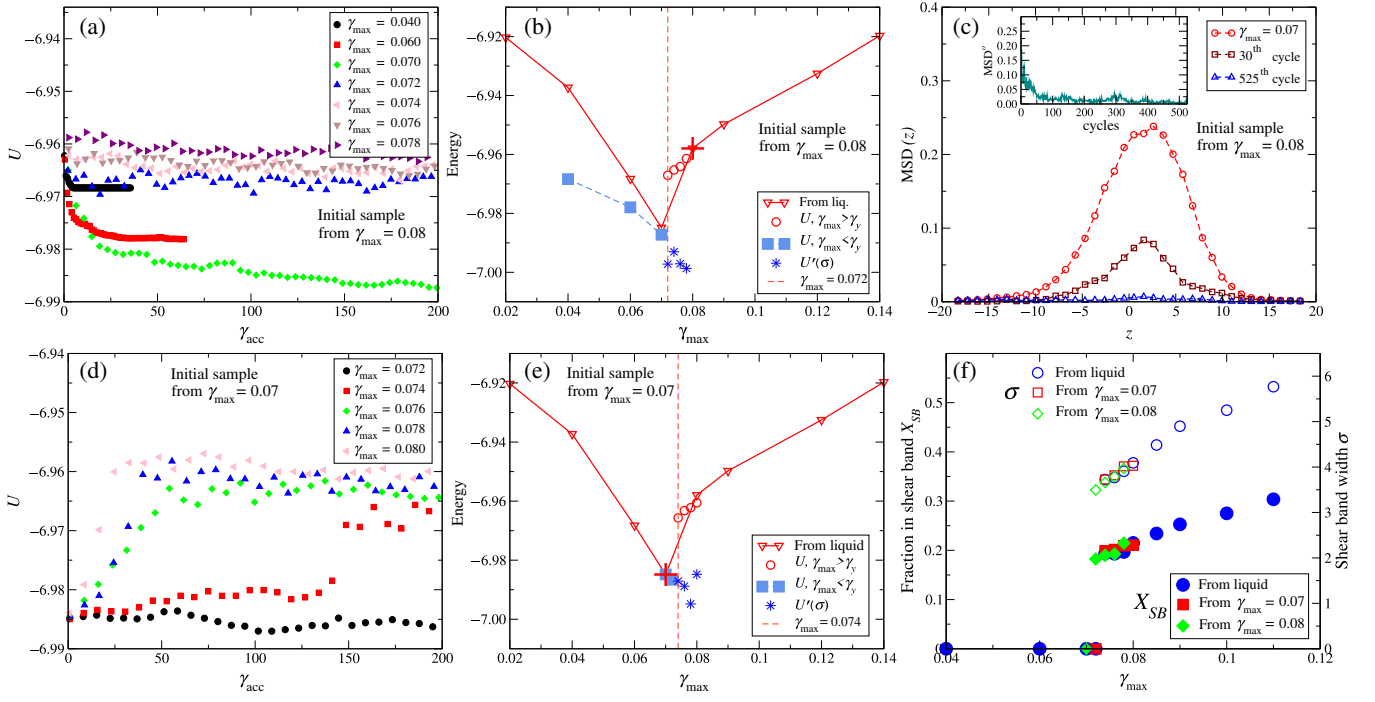 (a)
γmax = 0.040
γmax = 0.060
γmax = 0.070
γmax = 0.072
γmax = 0.074
γmax = 0.076
γmax = 0.078
Initial sample
from γmax = 0.08
−6.94
−6.95
−6.96
−6.97
−6.98
−6.99
U
0 50 100 150 200
γacc
(b)
Initial sample
from γmax = 0.08
From liq.
U, γmax>γy
U, γmax<γy
U′(σ)
γmax = 0.072
−6.92
−6.94
−6.96
−6.98
−7.00
Energy
0.02 0.04 0.06 0.08 0.10 0.12 0.14
γmax
(c)
γmax = 0.07
30th cycle
525th cycle
Initial sample
from γmax = 0.08
0.25
0.20
0.15
0.10
0.05
0.00
MSDo
0 100 200 300 400 500
cycles
0.4
0.3
0.2
0.1
0
MSD (z)
−20 −15 −10 −5 0 5 10 15 20
z
(d)
Initial sample
from γmax = 0.07
γmax = 0.072
γmax = 0.074
γmax = 0.076
γmax = 0.078
γmax = 0.080
−6.94
−6.95
−6.96
−6.97
−6.98
−6.99
U
0 50 100 150 200
γacc
(e)
Initial sample
from γmax = 0.07
From liquid
U, γmax>γy
U, γmax<γy
U′(σ)
γmax = 0.074
−6.92
−6.94
−6.96
−6.98
−7.00
Energy
0.02 0.04 0.06 0.08 0.10 0.12 0.14
γmax
(f)
σ
From liquid
From γmax = 0.07
From γmax = 0.08
XSB
From liquid
From γmax = 0.07
From γmax = 0.08
0.5
0.4
0.3
0.2
0.1
0
Fraction in shear band XSB
6
5
4
3
2
1
0
Shear band width σ
0.04 0.06 0.08 0.1 0.12
γmax